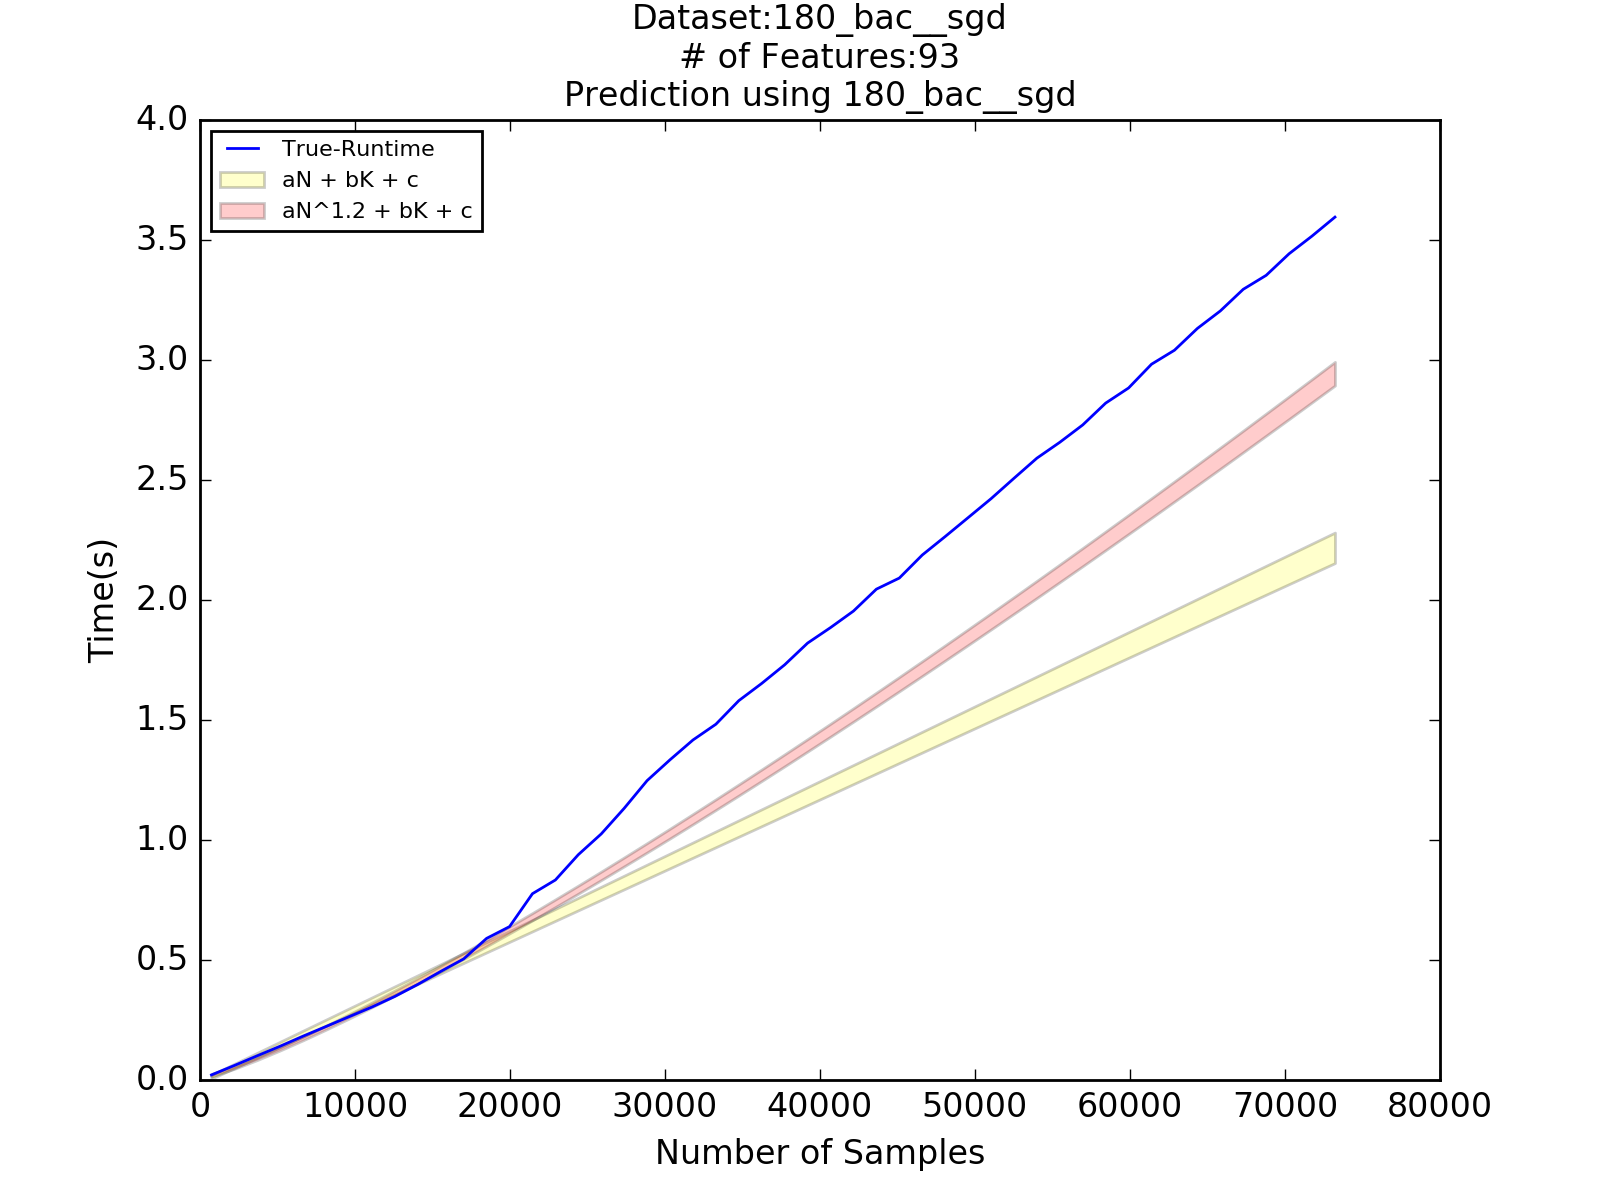 Dataset:180_bac__sgd
# of Features:93
Prediction using 180_bac__sgd
4.0
3.5
3.0
2.5
2.0
1.5
1.0
0.5
0.0
Time(s)
True-Runtime
aN + bK + c
aN^1.2 + bK + c
0 10000 20000 30000 40000 50000 60000 70000 80000
Number of Samples